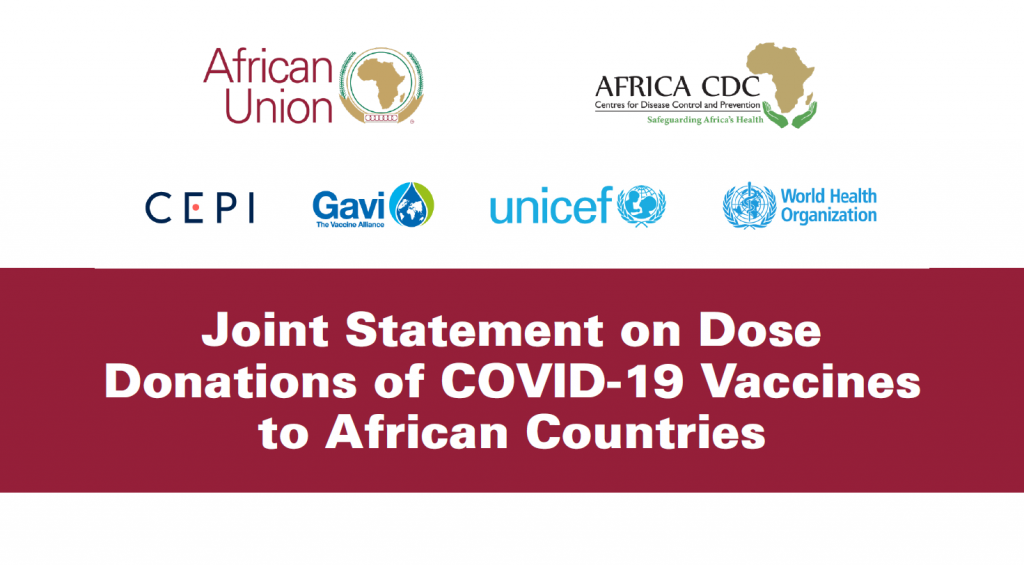 African
Union
AFRICA CDC
Centres for Disease Control and Prevention
Safeguarding Africa's Health
CEPI
Gavi
The Vaccine Alliance
unicef
World Health
Organization
Joint Statement on Dose
Donations of COVID-19 Vaccines
to African Countries